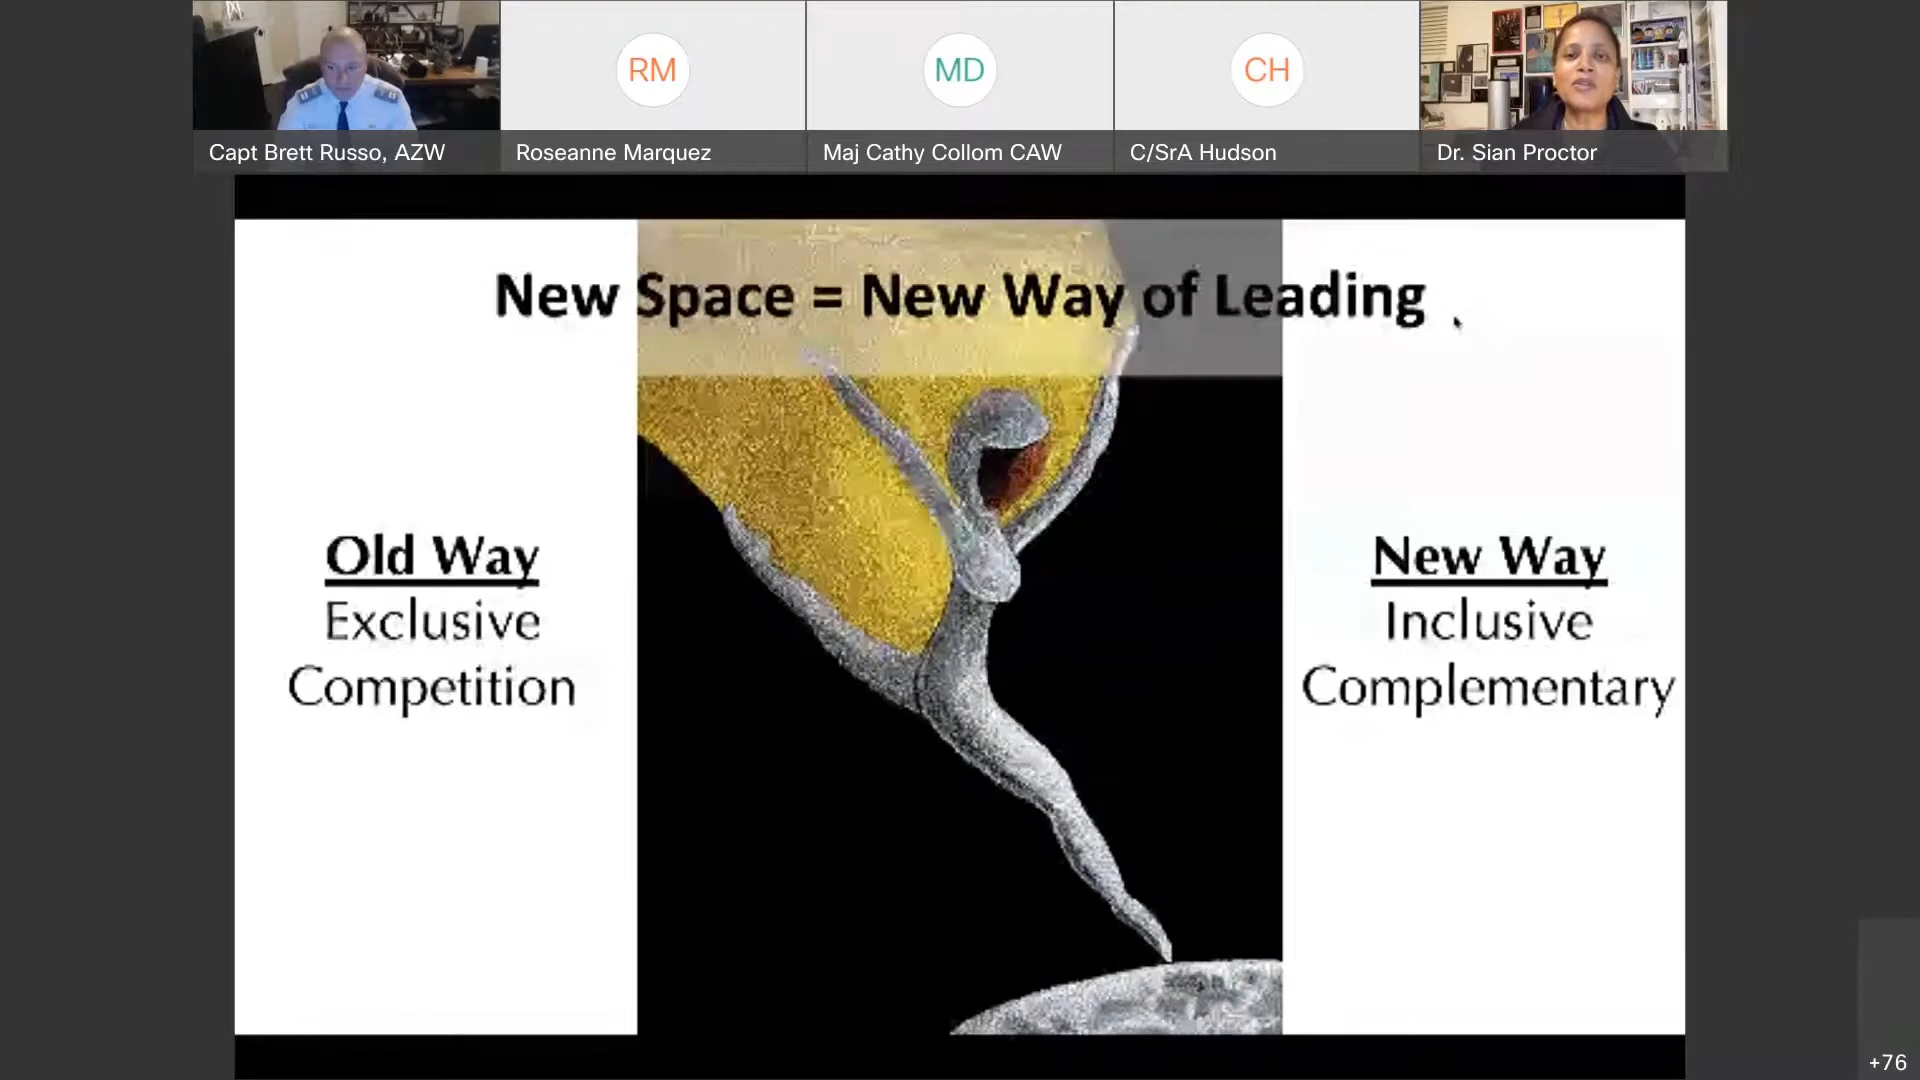 RM
MD
CH
Capt Brett Russo, AZW
Roseanne Marquez
Maj Cathy Collom CAW
C/SrA Hudson
Dr. Sian Proctor
New Space = New Way of Leading
Old Way
Exclusive
Competition
New Way
Inclusive
Complementary
+76